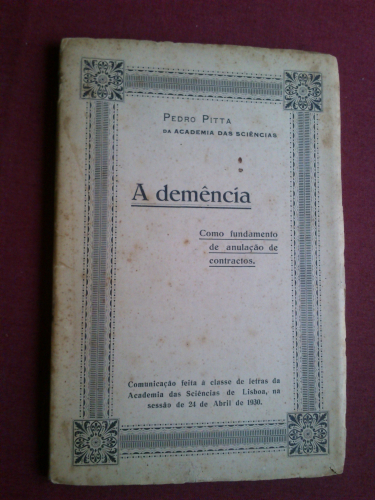 PEDRO PITTA
DA ACADEMIA DAS SCIÊNCIAS
A demência
Como fundamento
de anulação de
contractos.
Comunicação feita á classe de letras da
Academia das Sciências de Lisboa, na
sessão de 24 de Abril de 1930.